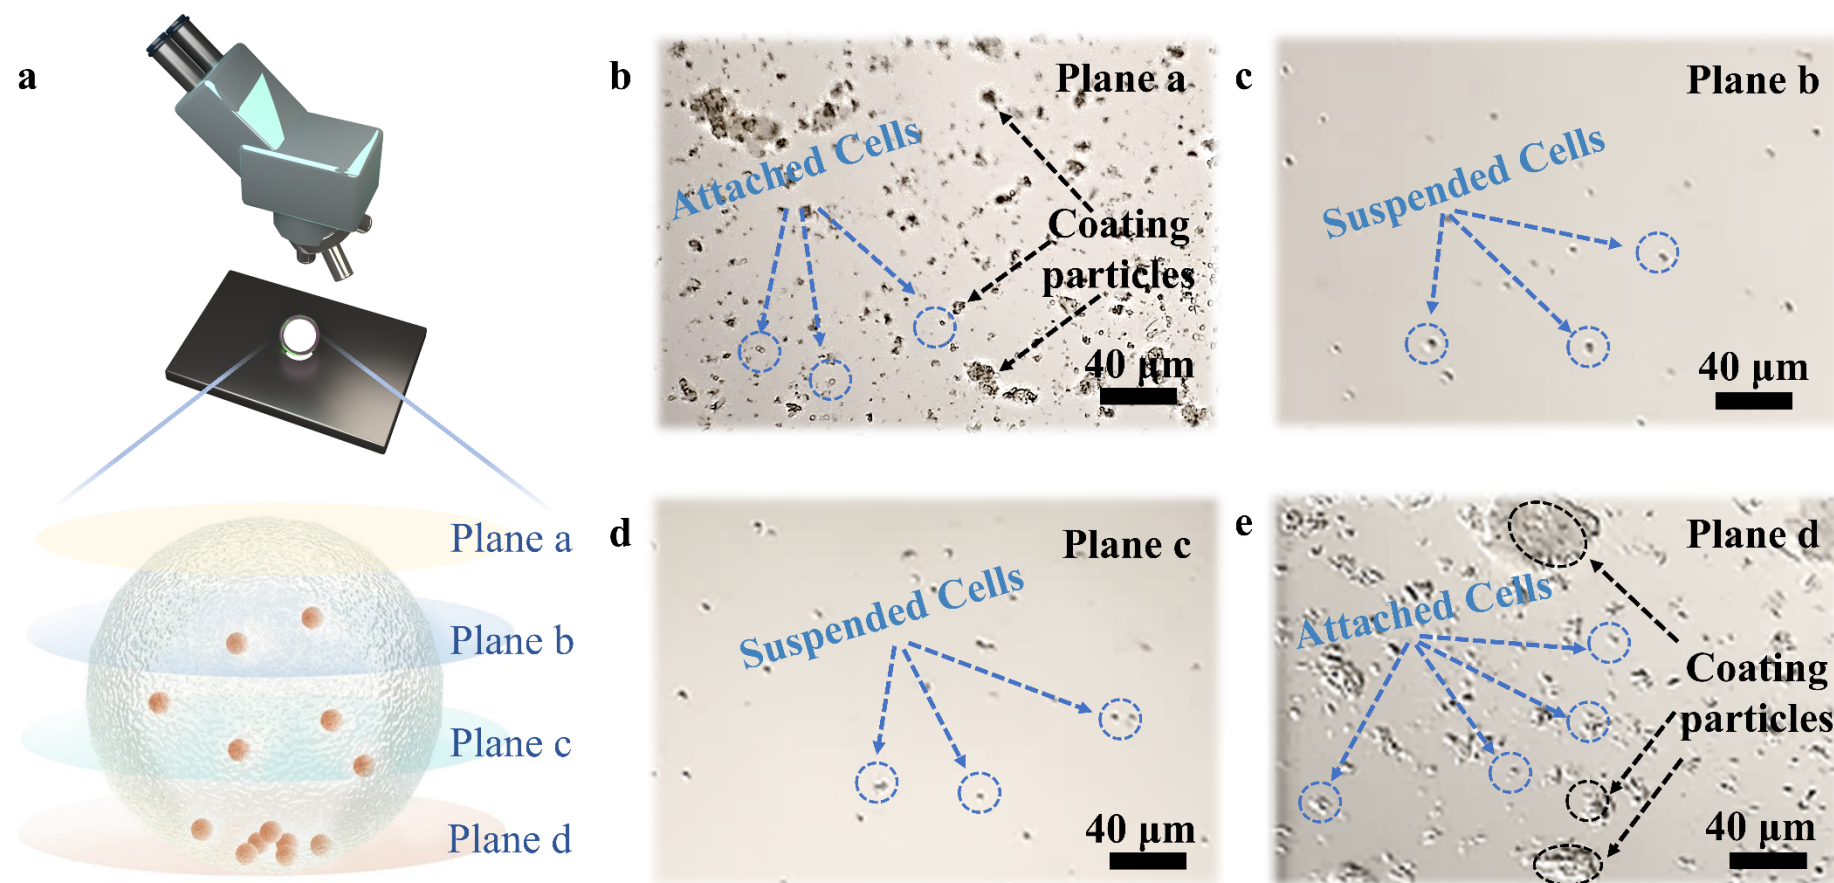 a
Plane a
Plane b
Plane c
Plane d
b
Plane a
Attached Cells
Coating
particles
40 μm
c
Plane b
Suspended Cells
40 μm
d
Plane c
Suspended Cells
40 μm
e
Plane d
Attached Cells
Coating
particles
40 μm